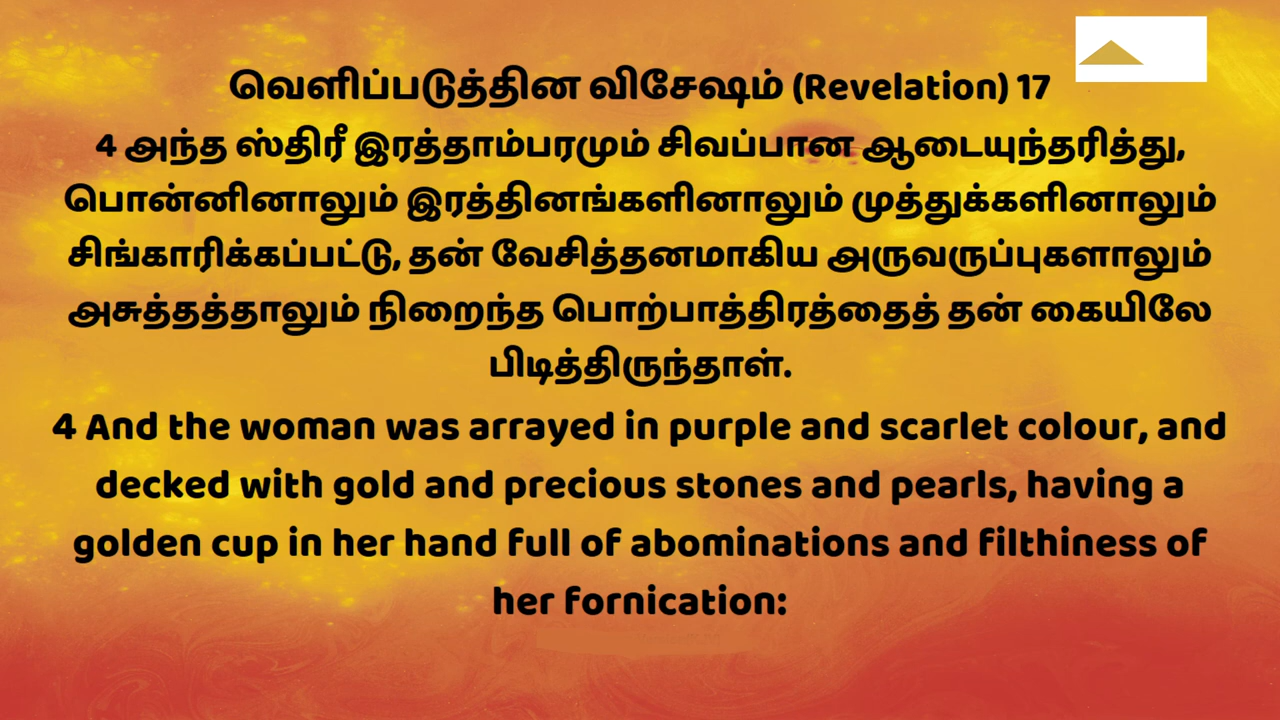 வெளிப்படுத்தின விசேஷம் (Revelation) 17
4 அந்த ஸ்திரீ இரத்தாம்பரமும் சிவப்பான ஆடையுந்தரித்து,
பொன்னினாலும் இரத்தினங்களினாலும் முத்துக்களினாலும்
சிங்காரிக்கப்பட்டு, தன் வேசித்தனமாகிய அருவருப்புகளாலும்
அசுத்தத்தாலும் நிறைந்த பொற்பாத்திரத்தைத் தன் கையிலே
பிடித்திருந்தாள்.
4 And the woman was arrayed in purple and scarlet colour, and
decked with gold and precious stones and pearls, having a
golden cup in her hand full of abominations and filthiness of
her fornication: